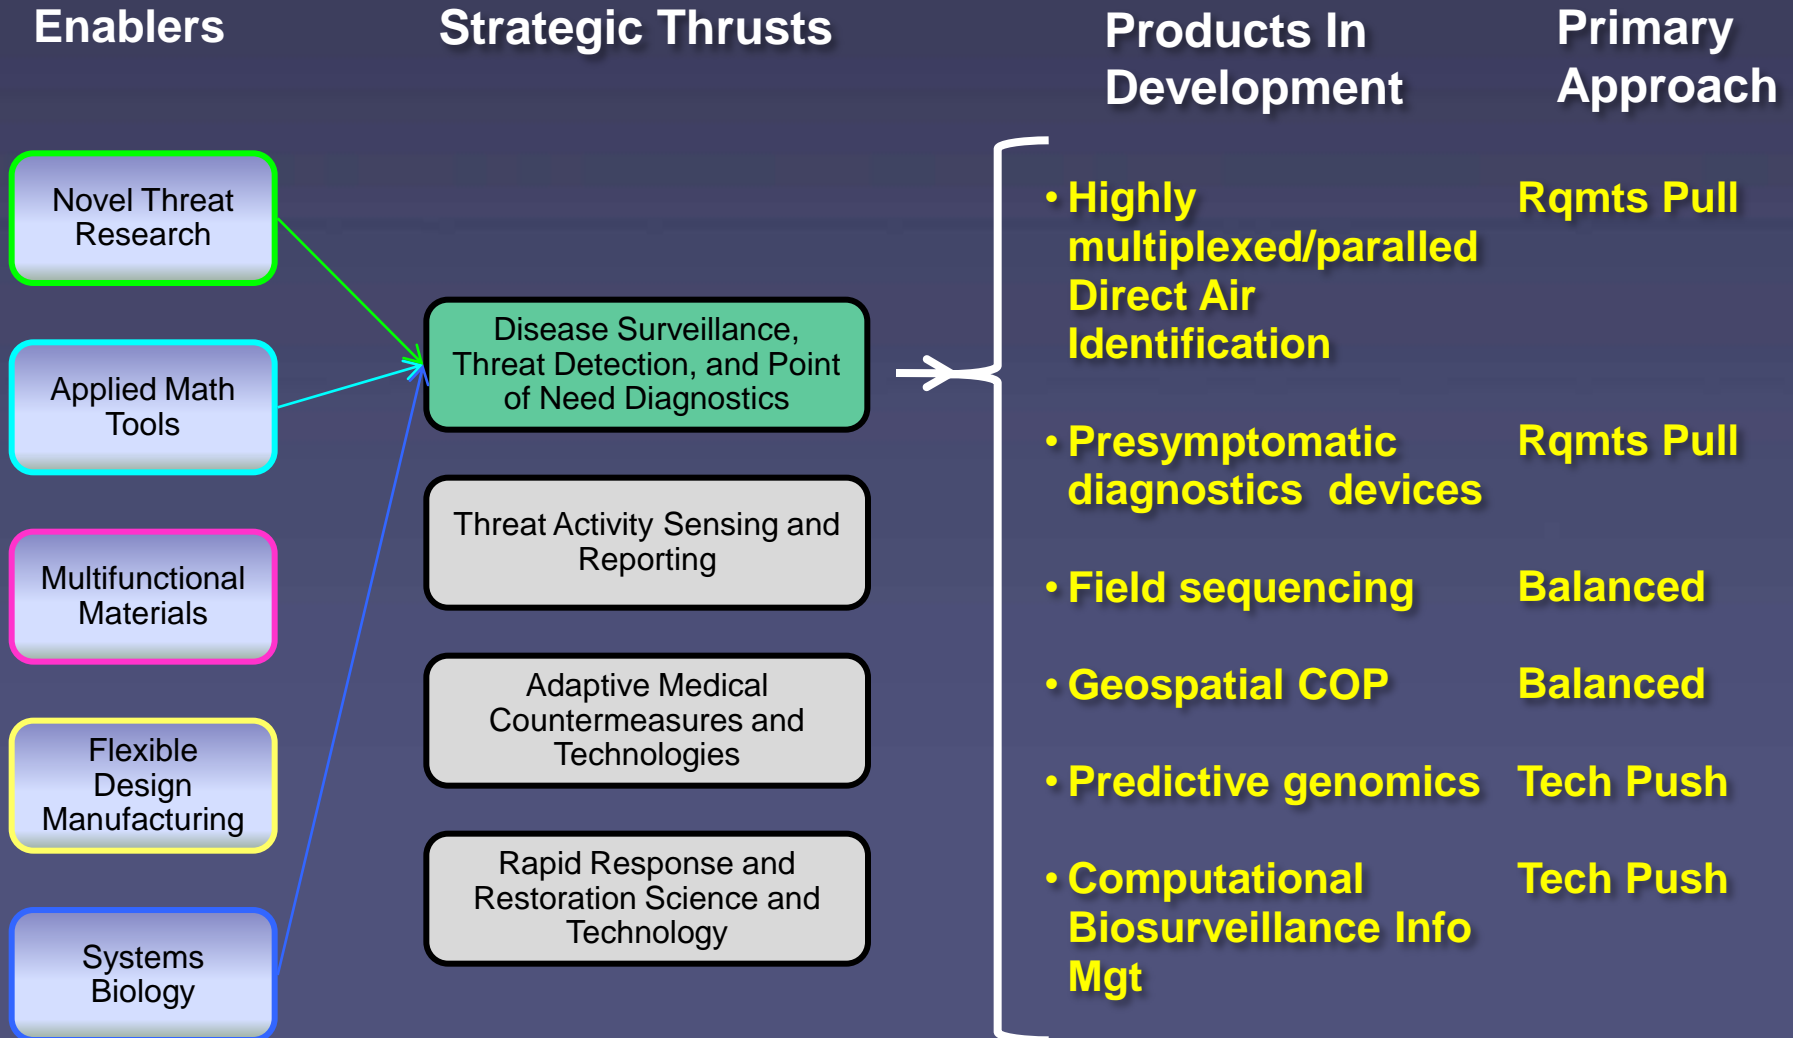 Enablers
Strategic Thrusts
Products In
Development
Primary
Approach
Novel Threat
Research
Applied Math
Tools
Multifunctional
Materials
Flexible
Design
Manufacturing
Systems
Biology
Disease Surveillance,
Threat Detection, and Point
of Need Diagnostics
Threat Activity Sensing and
Reporting
Adaptive Medical
Countermeasures and
Technologies
Rapid Response and
Restoration Science and
Technology
• Highly
multiplexed/paralled
Direct Air
Identification
Rqmts Pull
• Presymptomatic
diagnostics devices
Rqmts Pull
• Field sequencing
Balanced
• Geospatial COP
Balanced
• Predictive genomics
Tech Push
• Computational
Biosurveillance Info
Mgt
Tech Push